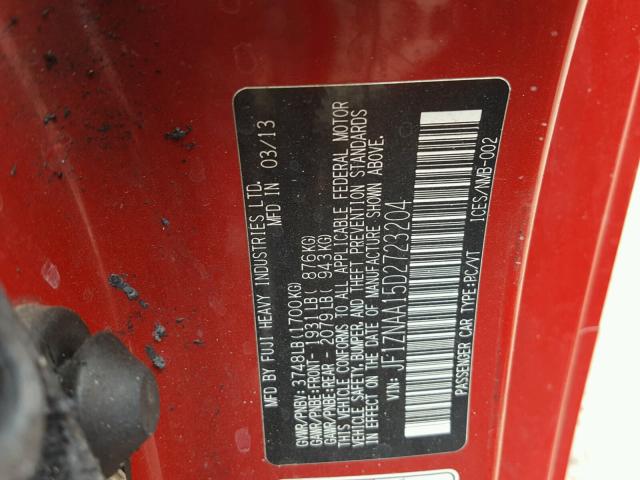 MFD BY FUJI HEAVY INDUSTRIES LTD.
MFD IN 03/13
GVWR/PNBV: 3748LB(1700KG)
GAWR/PNBE:FRONT- 1931LB( 876KG)
GAWR/PNBE:REAR - 2079LB( 943KG)
THIS VEHICLE CONFORMS TO ALL APPLICABLE FEDERAL MOTOR
VEHICLE SAFETY, BUMPER, AND THEFT PREVENTION STANDARDS
IN EFFECT ON THE DATE OF MANUFACTURE SHOWN ABOVE.
VIN: JF1ZNAA15D2723204
PASSENGER CAR TYPE:PC/VT
ICES/NMB-002